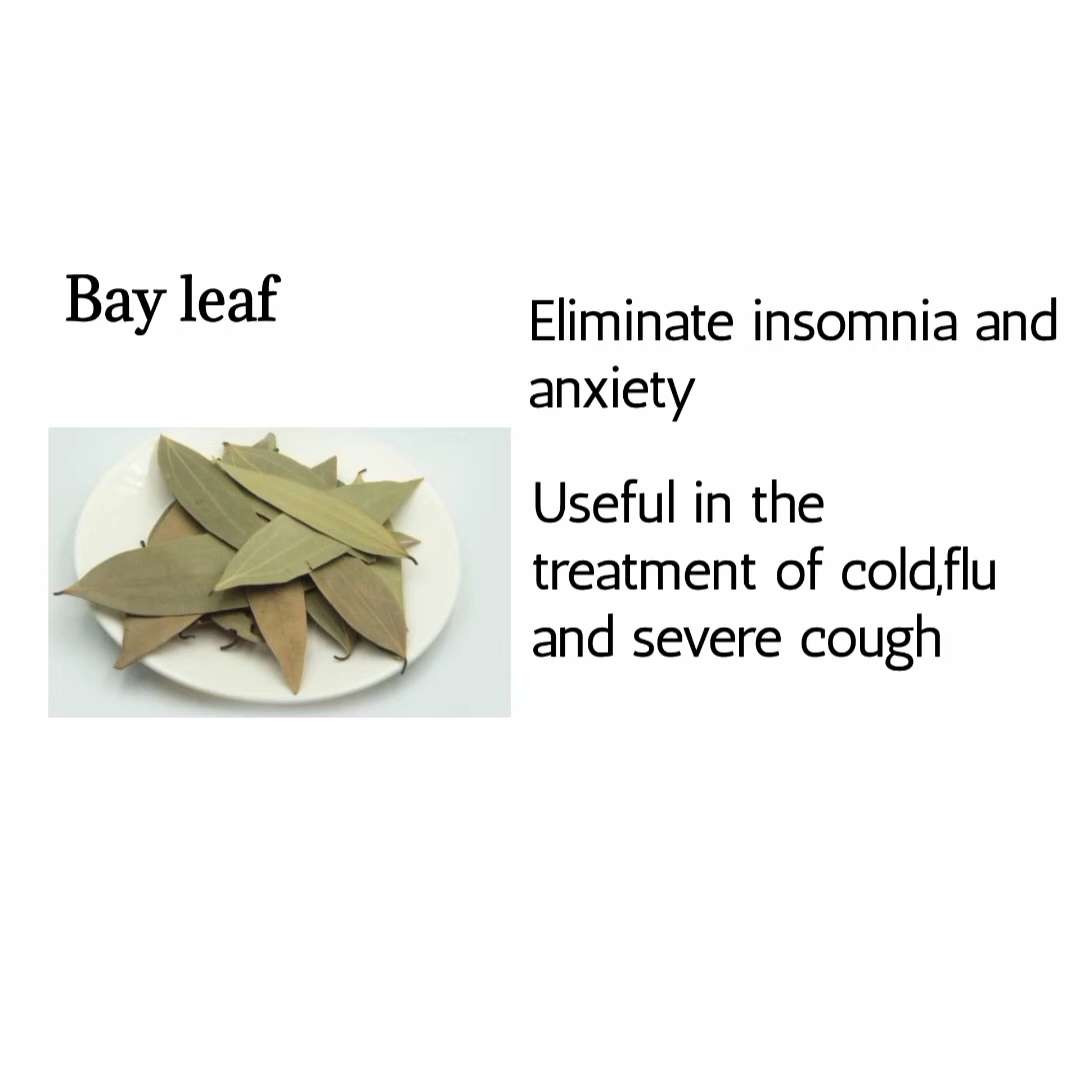 Bay leaf
Eliminate insomnia and
anxiety
Useful in the
treatment of cold,flu
and severe cough